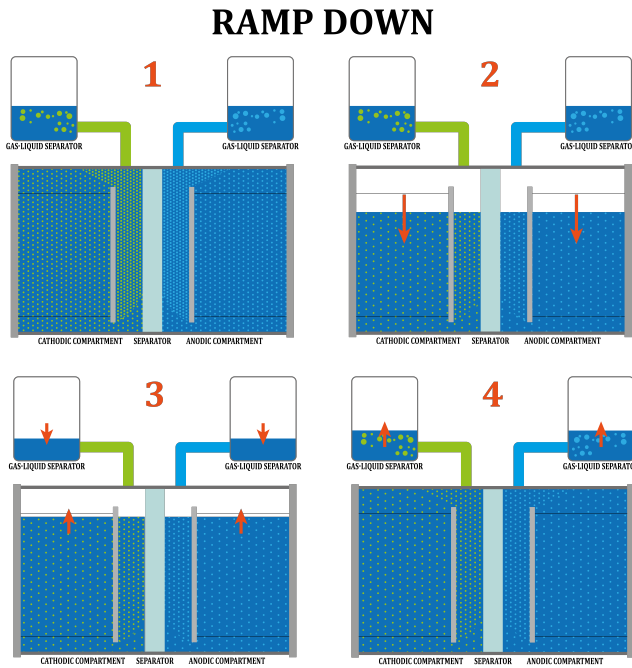 RAMP DOWN
1
GAS-LIQUID SEPARATOR
GAS-LIQUID SEPARATOR
CATHODIC COMPARTMENT SEPARATOR ANODIC COMPARTMENT
2
GAS-LIQUID SEPARATOR
GAS-LIQUID SEPARATO
CATHODIC COMPARTMENT SEPARATOR ANODIC COMPARTMENT
3
GAS-LIQUID SEPARATOR
GAS-LIQUID SEPARATOR
CATHODIC COMPARTMENT SEPARATOR ANODIC COMPARTMENT
4
GAS-LIQUID SEPARATOR
GAS-LIQUID SEPARATO
CATHODIC COMPARTMENT SEPARATOR ANODIC COMPARTMENT